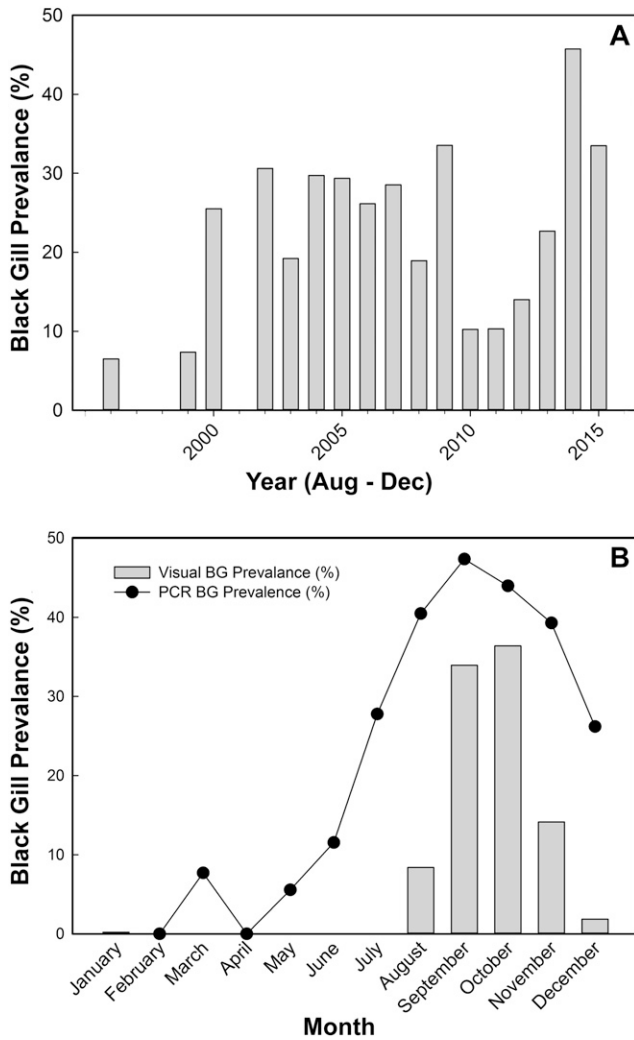 A
Black Gill Prevalance (%)
50
40
30
20
10
0
2000
2005
2010
2015
Year (Aug - Dec)
B
Black Gill Prevalance (%)
50
40
30
20
10
0
Visual BG Prevalance (%)
PCR BG Prevalence (%)
January
February
March
April
May
June
July
August
September
October
November
December
Month